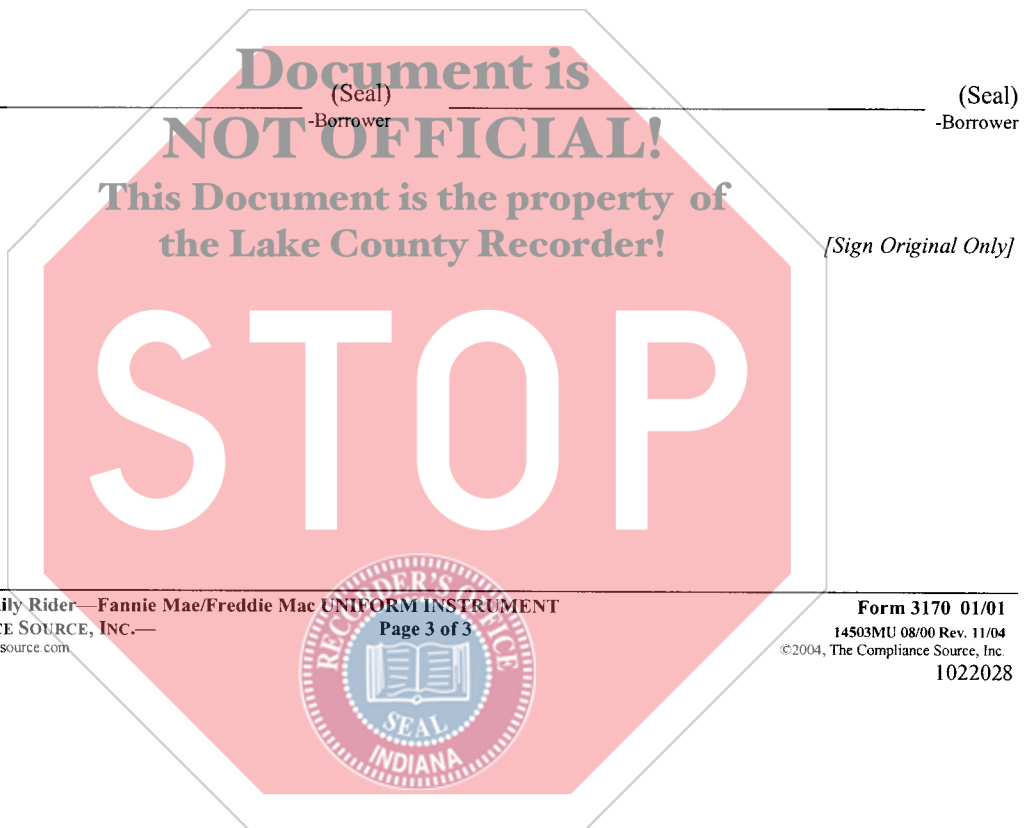 Document is
(Seal) (Seal)
-Borrower -Borrower
NOT OFFICIAL!
This Document is the property of
the Lake County Recorder!
[Sign Original Only]
STOP
ily Rider—Fannie Mae/Freddie Mac UNIFORM INSTRUMENT Form 3170 01/01
CE SOURCE, INC.— Page 3 of 3 14503MU 08/00 Rev. 11/04
source.com ©2004, The Compliance Source, Inc.
1022028
RECORDER'S OFFICE
SEAL
INDIANA